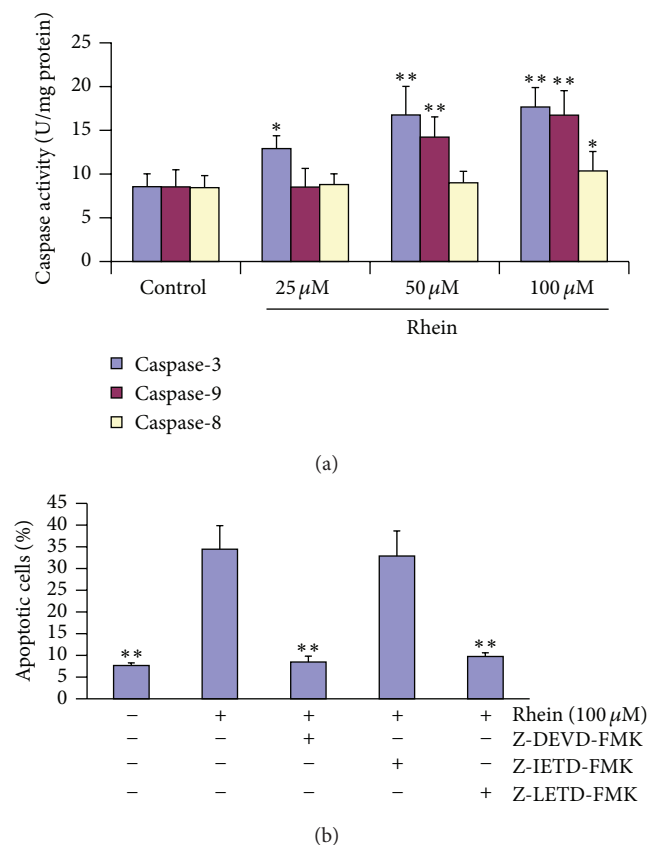 Caspase activity (U/mg protein)
25
20
15
10
5
0
* ** ** ** ** *
Control 25 μM 50 μM 100 μM
Rhein
Caspase-3
Caspase-9
Caspase-8
(a)
Apoptotic cells (%)
45
40
35
30
25
20
15
10
5
0
** ** **
− + + + + Rhein (100 μM)
− − + − − Z-DEVD-FMK
− − − + − Z-IETD-FMK
− − − − + Z-LETD-FMK
(b)